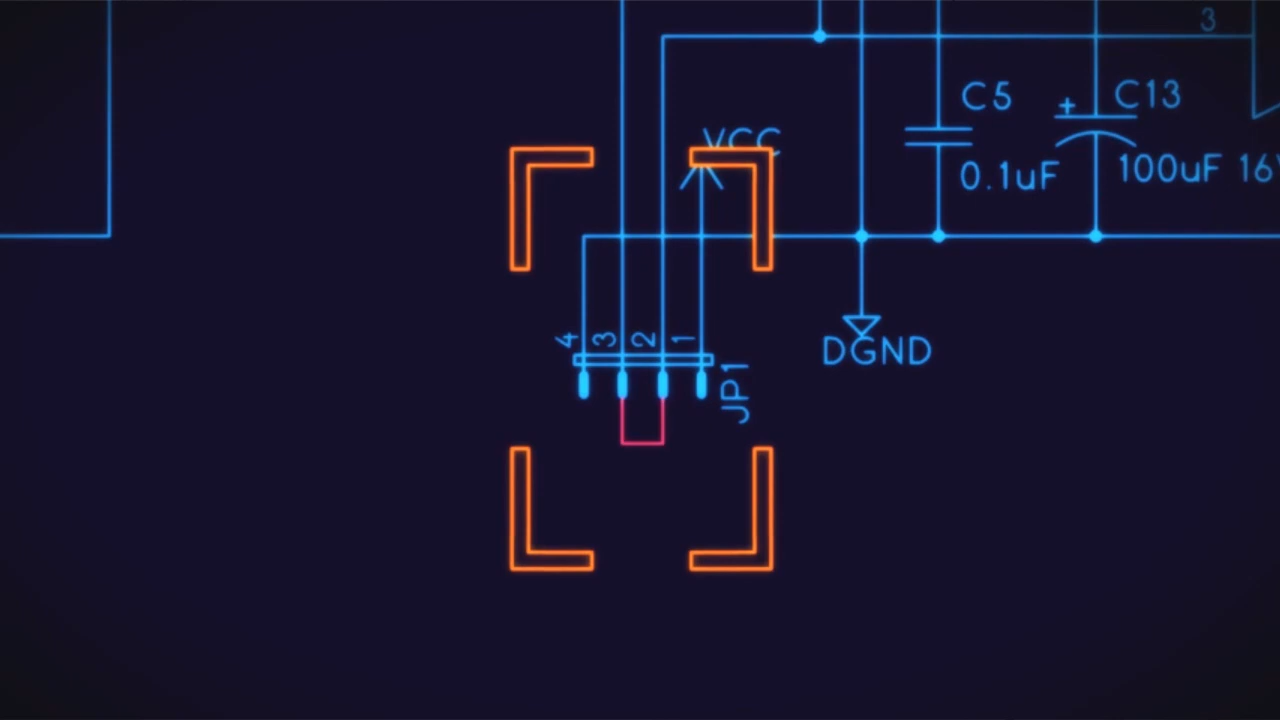 3
C5
+ C13
VCC
0.1uF
100uF 16
4 3 2 1
DGND
JP1